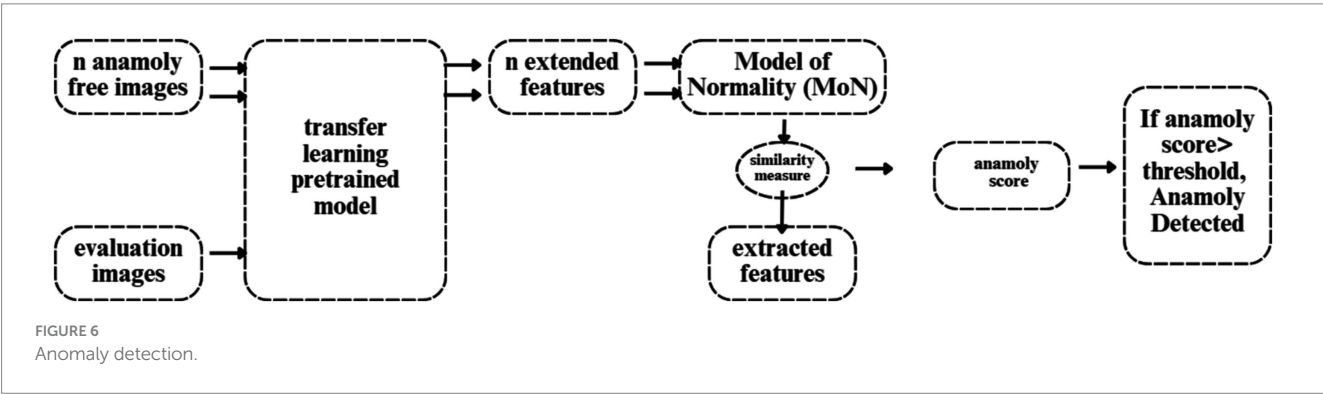 n anamoly
free images
transfer
learning
pretrained
model
evaluation
images
n extended
features
Model of
Normality (MoN)
similarity
measure
extracted
features
anamoly
score
If anamoly
score>
threshold,
Anamoly
Detected
FIGURE 6
Anomaly detection.